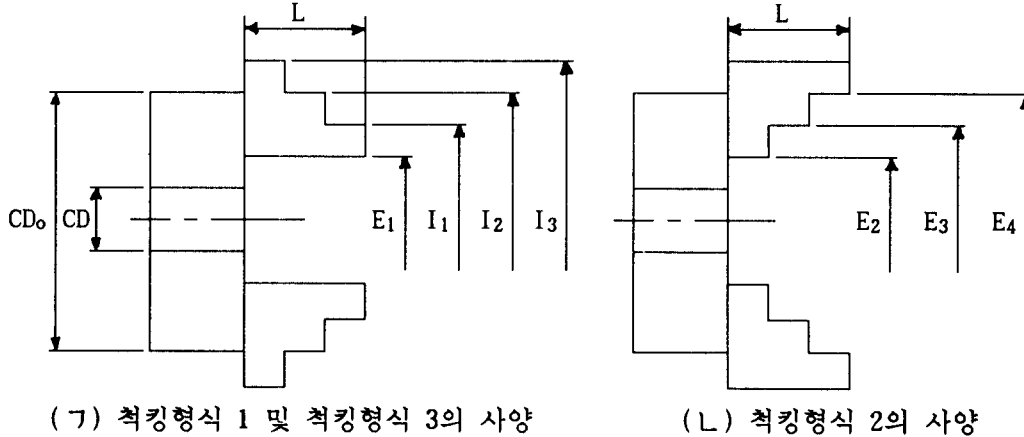 L
L
CD₀
CD
E₁
I₁
I₂
I₃
E₂
E₃
E₄
(ㄱ) 척킹형식 1 및 척킹형식 3의 사양
(ㄴ) 척킹형식 2의 사양